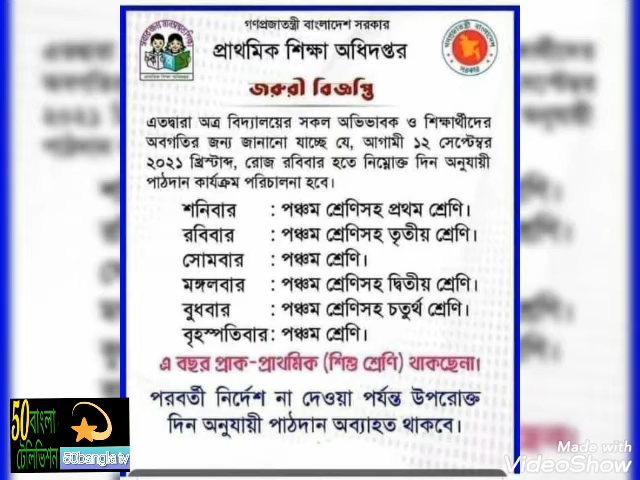 গণপ্রজাতন্ত্রী বাংলাদেশ সরকার
প্রাথমিক শিক্ষা অধিদপ্তর
জরুরী বিজ্ঞপ্তি
এতদ্বারা অত্র বিদ্যালয়ের সকল অভিভাবক ও শিক্ষার্থীদের
অবগতির জন্য জানানো যাচ্ছে যে, আগামী ১২ সেপ্টেম্বর
২০২১ খ্রিস্টাব্দ, রোজ রবিবার হতে নিম্নোক্ত দিন অনুযায়ী
পাঠদান কার্যক্রম পরিচালনা হবে।
শনিবার : পঞ্চম শ্রেণিসহ প্রথম শ্রেণি।
রবিবার : পঞ্চম শ্রেণিসহ তৃতীয় শ্রেণি।
সোমবার : পঞ্চম শ্রেণি।
মঙ্গলবার : পঞ্চম শ্রেণিসহ দ্বিতীয় শ্রেণি।
বুধবার : পঞ্চম শ্রেণিসহ চতুর্থ শ্রেণি।
বৃহস্পতিবার: পঞ্চম শ্রেণি।
এ বছর প্রাক-প্রাথমিক (শিশু শ্রেণি) থাকছেনা।
পরবর্তী নির্দেশ না দেওয়া পর্যন্ত উপরোক্ত
দিন অনুযায়ী পাঠদান অব্যাহত থাকবে।
50বাংলা
টেলিভিশন
50bangla tv
Made with
VideoShow